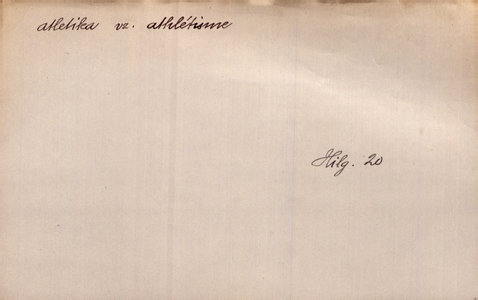 atletika vz. athlétisme
Hilg. 20